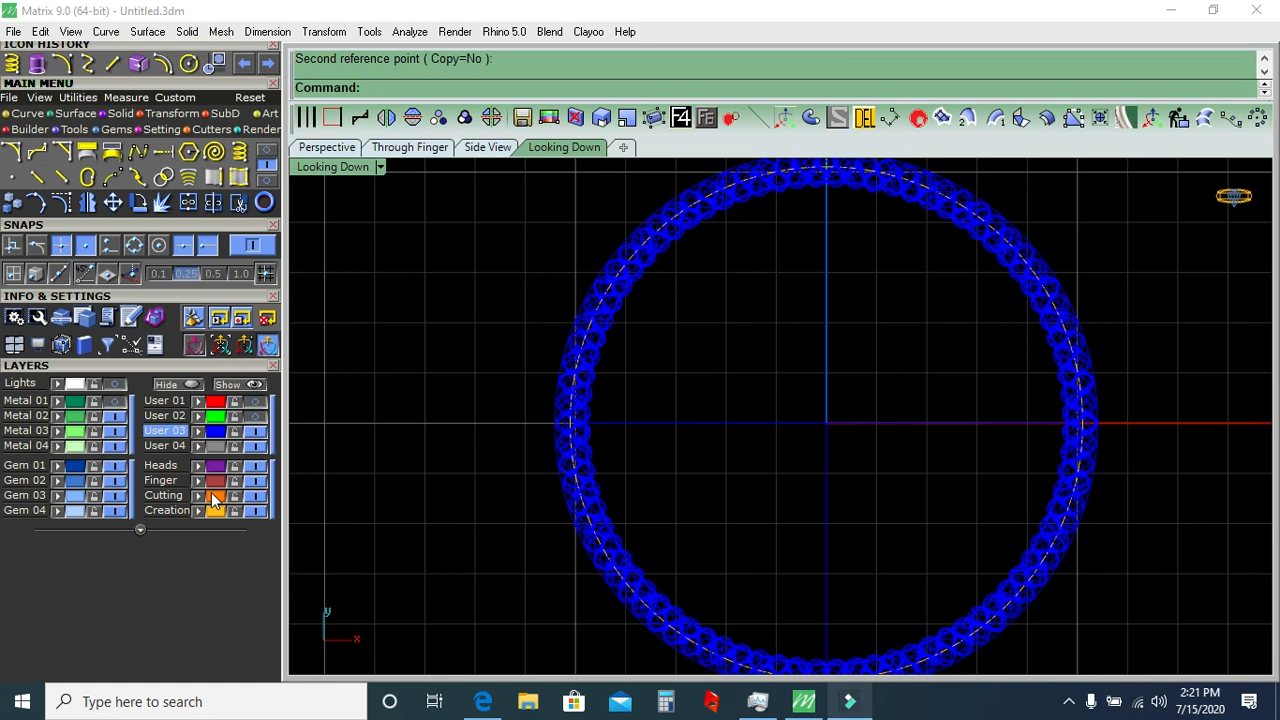 Matrix 9.0 (64-bit) - Untitled.3dm
File Edit View Curve Surface Solid Mesh Dimension Transform Tools Analyze Render Rhino 5.0 Blend Clayoo Help
ICON HISTORY
Second reference point ( Copy=No ):
Command:
MAIN MENU
File View Utilities Measure Custom Reset
Curve Surface Solid Transform SubD Art
Builder Tools Gems Setting Cutters Render
F4
DEL
Perspective Through Finger Side View Looking Down
Looking Down
SNAPS
0.1 0.25 0.5 1.0
INFO & SETTINGS
LAYERS
Lights Hide Show
Metal 01 User 01
Metal 02 User 02
Metal 03 User 03
Metal 04 User 04
Gem 01 Heads
Gem 02 Finger
Gem 03 Cutting
Gem 04 Creation
y
x
Type here to search
2:21 PM
7/15/2020